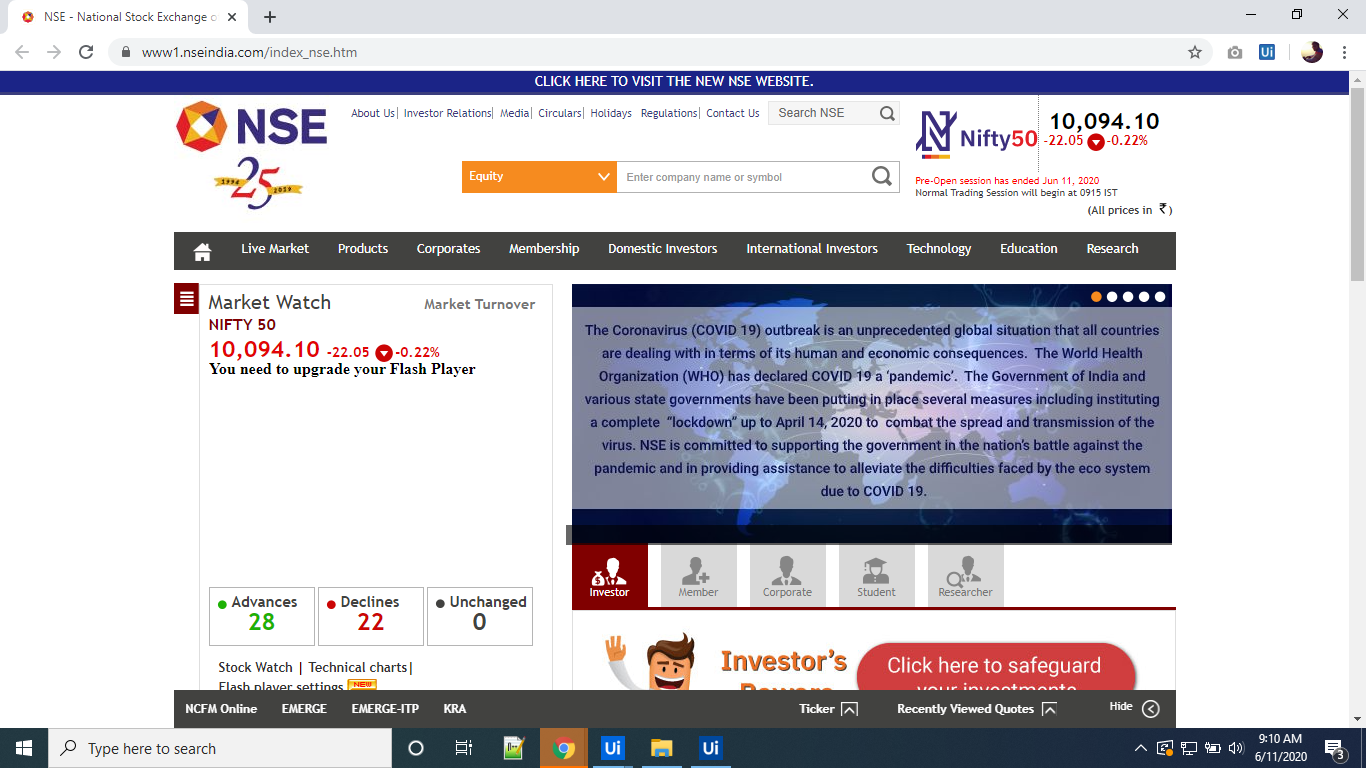 NSE - National Stock Exchange o
www1.nseindia.com/index_nse.htm
Ui
CLICK HERE TO VISIT THE NEW NSE WEBSITE.
NSE
1994 25 2019
About Us| Investor Relations| Media| Circulars| Holidays Regulations| Contact Us
Search NSE
Equity
Enter company name or symbol
Nifty50
10,094.10
-22.05 -0.22%
Pre-Open session has ended Jun 11, 2020
Normal Trading Session will begin at 0915 IST
(All prices in ₹)
Live Market Products Corporates Membership Domestic Investors International Investors Technology Education Research
Market Watch Market Turnover
NIFTY 50
10,094.10 -22.05 -0.22%
You need to upgrade your Flash Player
Advances
28
Declines
22
Unchanged
0
Stock Watch | Technical charts|
Flash player settings NEW
The Coronavirus (COVID 19) outbreak is an unprecedented global situation that all countries
are dealing with in terms of its human and economic consequences. The World Health
Organization (WHO) has declared COVID 19 a ‘pandemic’. The Government of India and
various state governments have been putting in place several measures including instituting
a complete “lockdown” up to April 14, 2020 to combat the spread and transmission of the
virus. NSE is committed to supporting the government in the nation’s battle against the
pandemic and in providing assistance to alleviate the difficulties faced by the eco system
due to COVID 19.
Investor Member Corporate Student Researcher
Investor’s
Beware
Click here to safeguard
your investments
NCFM Online EMERGE EMERGE-ITP KRA Ticker Recently Viewed Quotes Hide
Type here to search
Ui
Ui
9:10 AM
6/11/2020
3